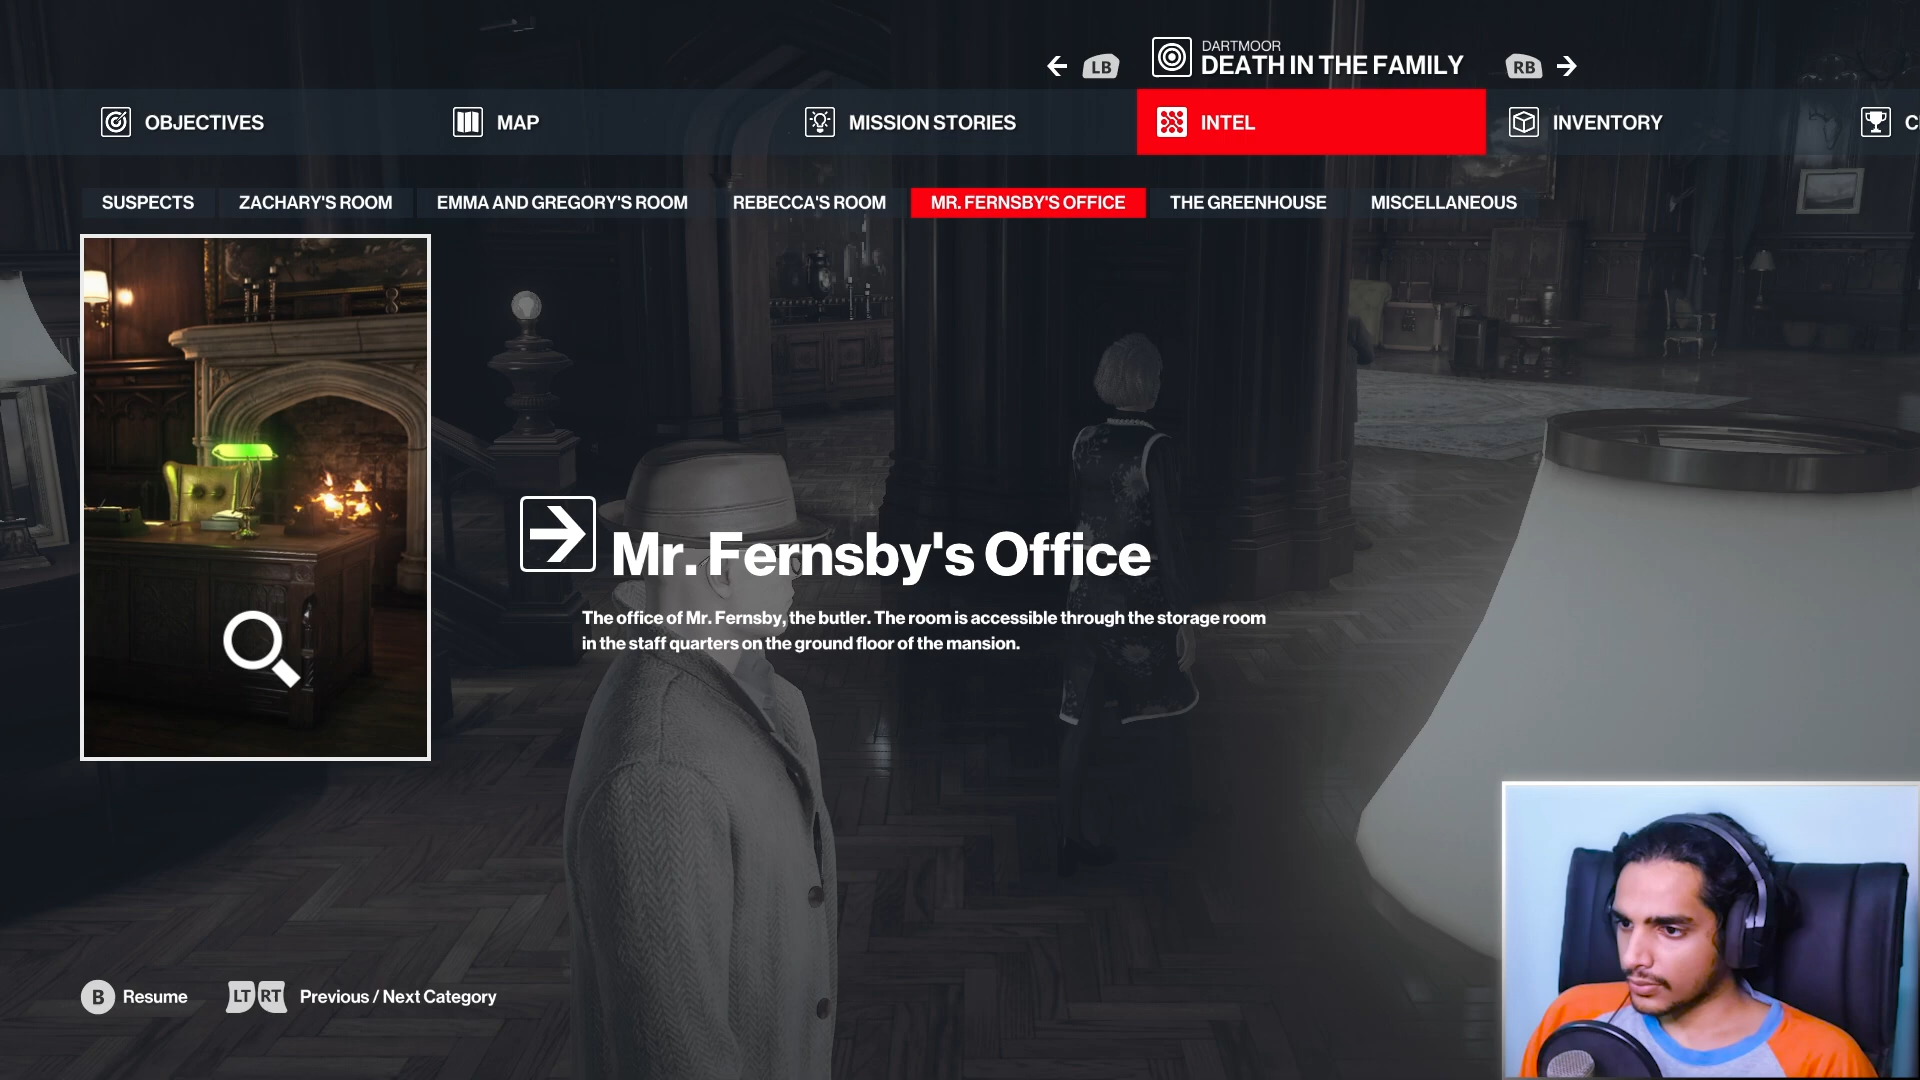 DARTMOOR
LB DEATH IN THE FAMILY RB
OBJECTIVES MAP MISSION STORIES INTEL INVENTORY
SUSPECTS ZACHARY'S ROOM EMMA AND GREGORY'S ROOM REBECCA'S ROOM MR. FERNSBY'S OFFICE THE GREENHOUSE MISCELLANEOUS
Mr. Fernsby's Office
The office of Mr. Fernsby, the butler. The room is accessible through the storage room
in the staff quarters on the ground floor of the mansion.
B Resume LT RT Previous / Next Category